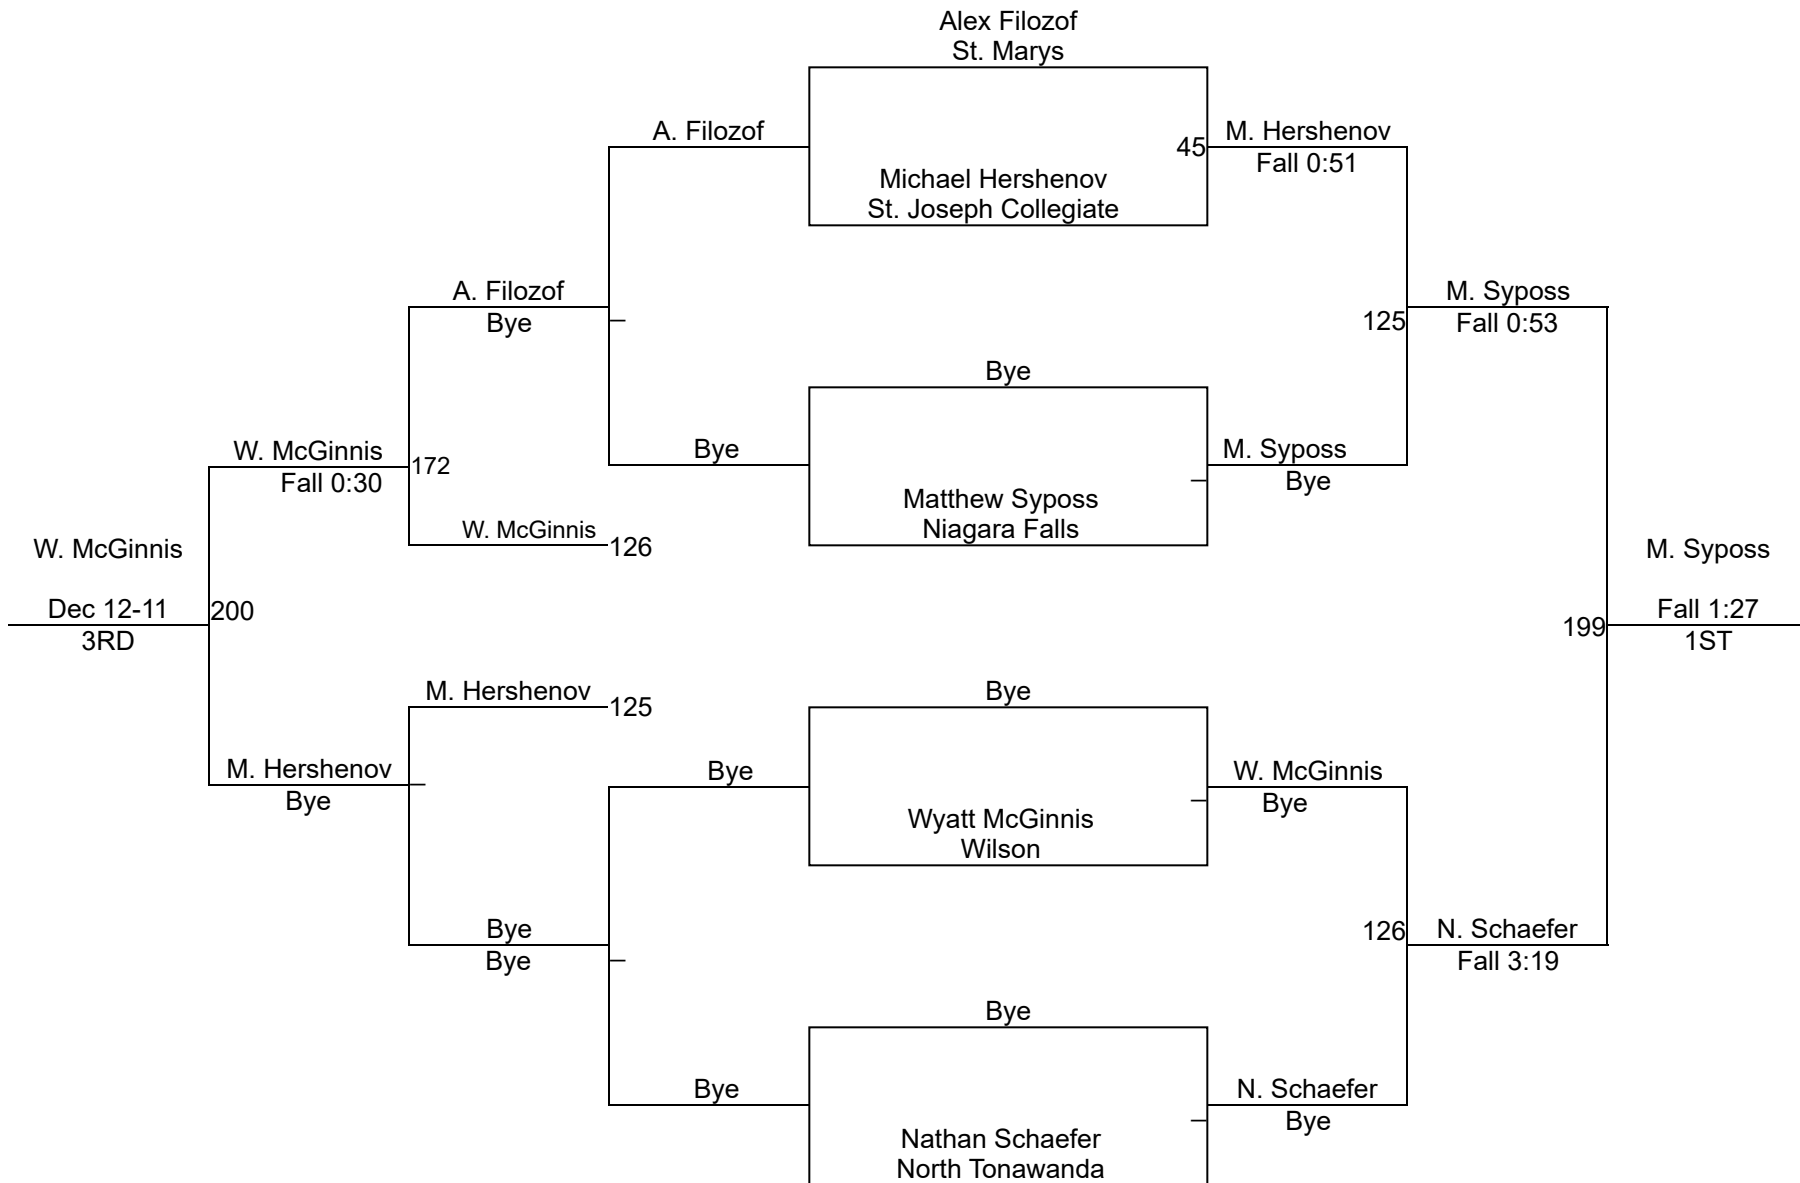 Alex Filozof
St. Marys
A. Filozof
45
M. Hershenov
Fall 0:51
Michael Hershenov
St. Joseph Collegiate
A. Filozof
Bye
125
M. Syposs
Fall 0:53
Bye
W. McGinnis
Fall 0:30
172
Bye
M. Syposs
Bye
Matthew Syposs
Niagara Falls
W. McGinnis
126
W. McGinnis
Dec 12-11
3RD
200
M. Syposs
199
Fall 1:27
1ST
M. Hershenov
125
Bye
M. Hershenov
Bye
Bye
W. McGinnis
Bye
Wyatt McGinnis
Wilson
Bye
Bye
126
N. Schaefer
Fall 3:19
Bye
Bye
N. Schaefer
Bye
Nathan Schaefer
North Tonawanda